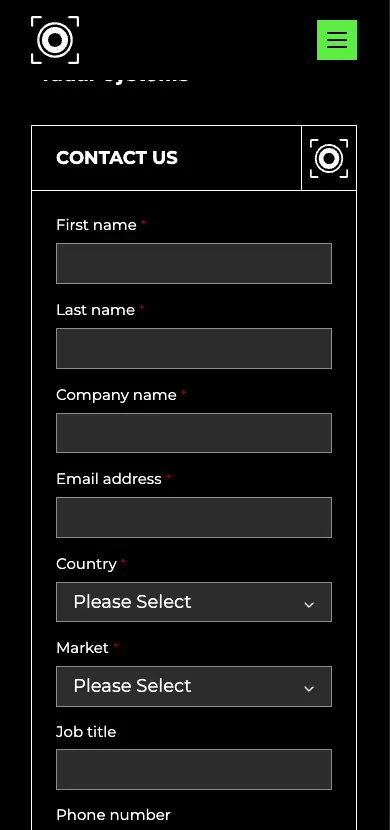 CONTACT US
First name *
Last name *
Company name *
Email address *
Country *
Please Select
Market *
Please Select
Job title
Phone number